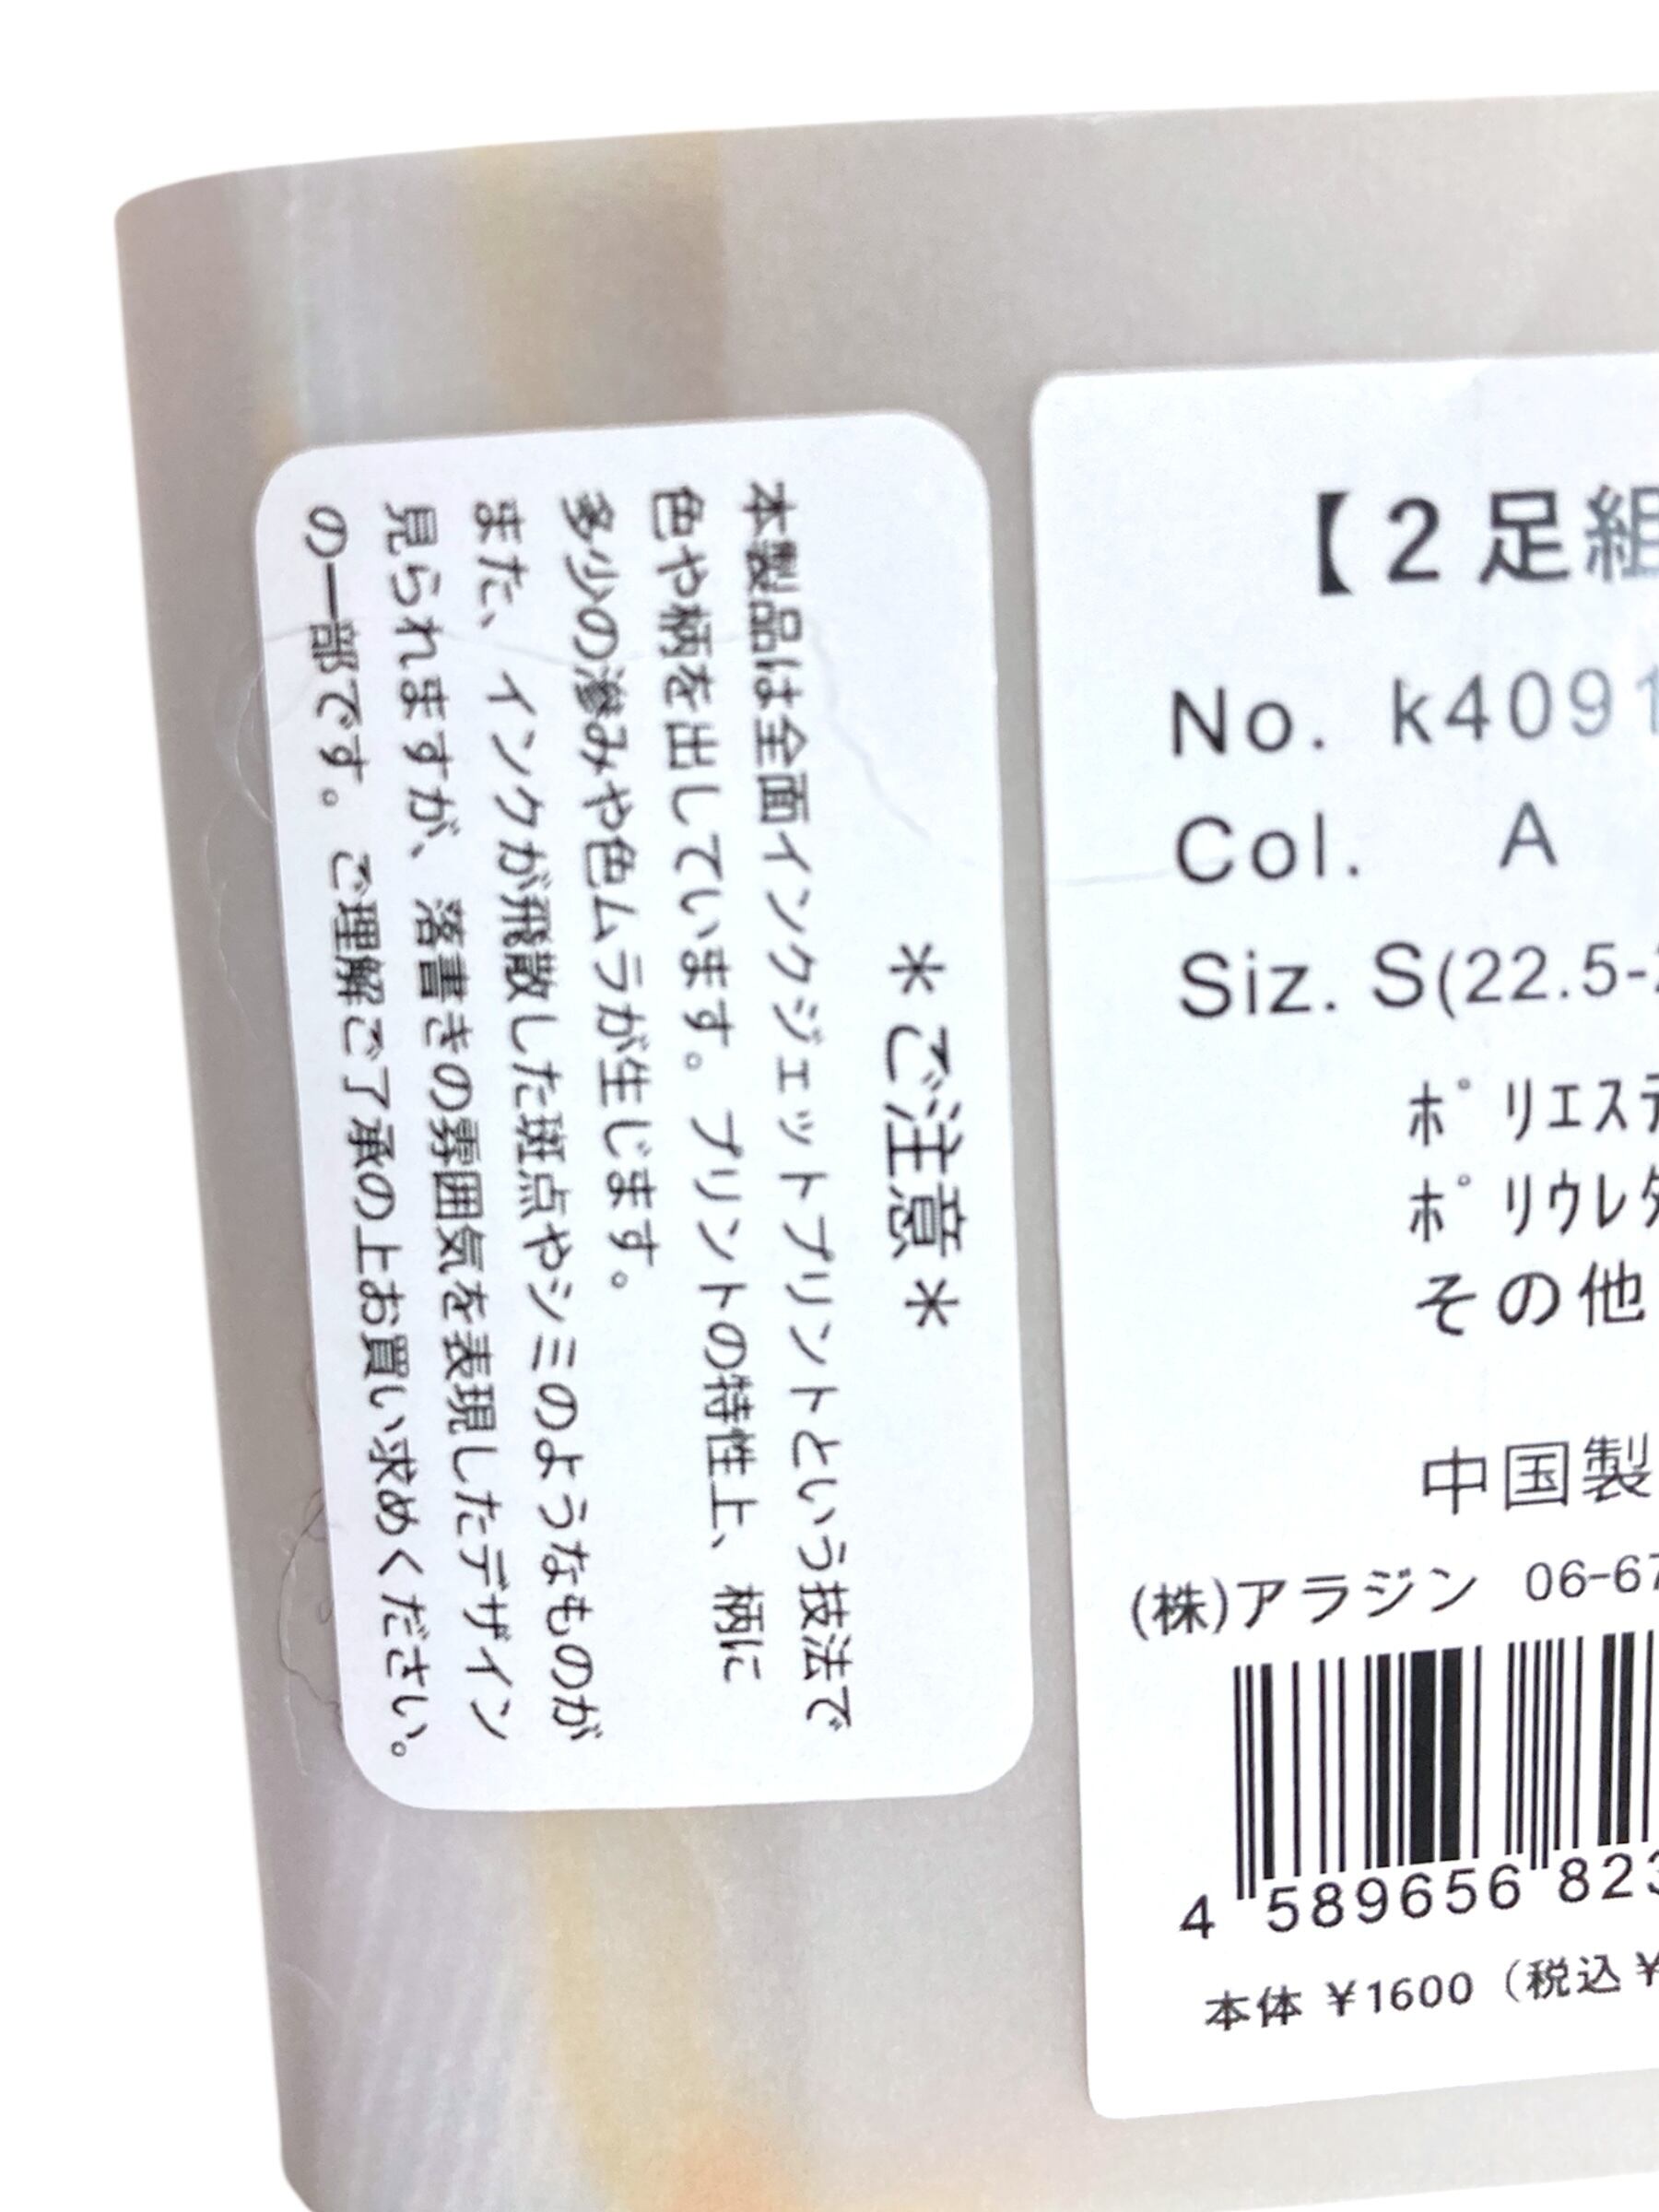 ＊ご注意＊
本製品は全面インクジェットプリントという技法で
色や柄を出しています。プリントの特性上、柄に
多少の滲みや色ムラが生じます。
また、インクが飛散した斑点やシミのようなものが
見られますが、落書きの雰囲気を表現したデザイン
の一部です。ご理解ご了承の上お買い求めください。
【2足組
No. k4091
Col. A
Siz. S(22.5-2
ポリエステ
ポリウレタ
その他
中国製
(株)アラジン 06-67
4 589656 823
本体 ¥1600（税込¥